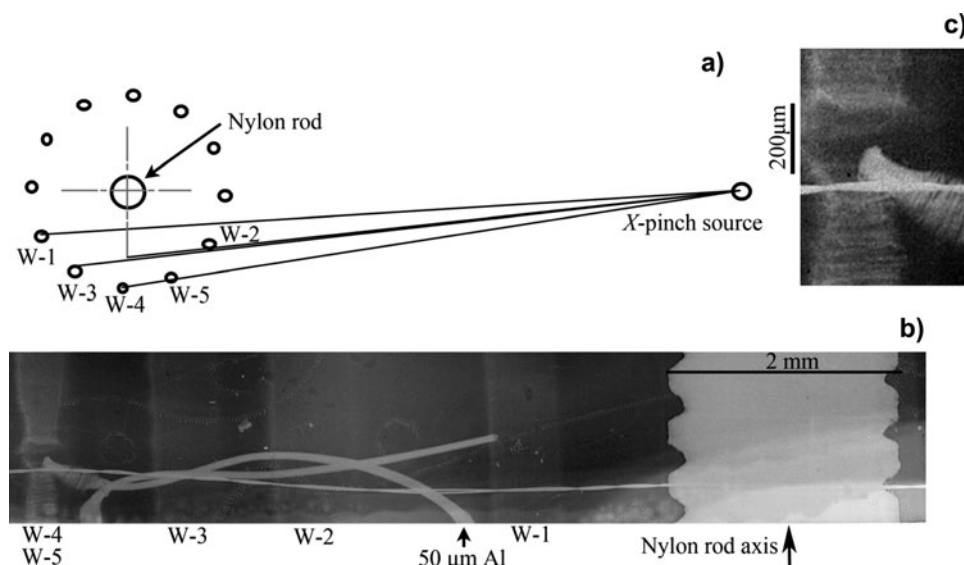 a)
Nylon rod
X-pinch source
W-1
W-2
W-3
W-4
W-5
c)
200μm
b)
2 mm
W-4
W-5
W-3
W-2
50 μm Al
W-1
Nylon rod axis